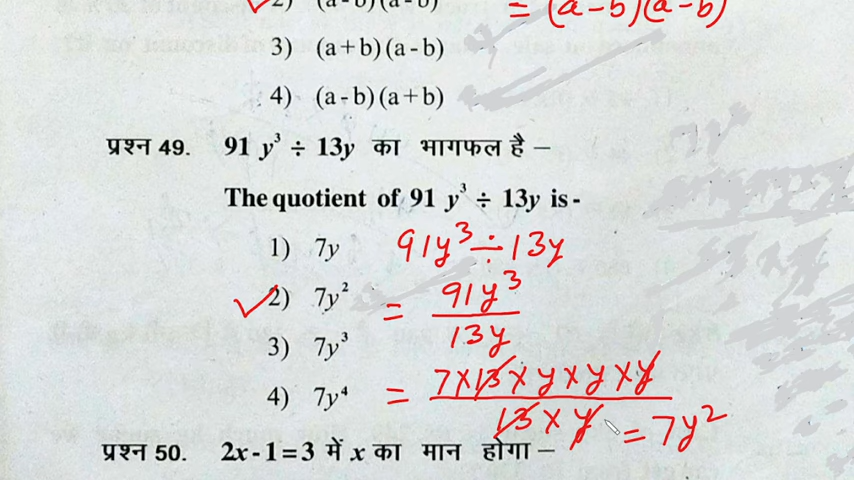 2) (a-b)(a-b) = (a-b)(a-b)
3) (a+b)(a-b)
4) (a-b)(a+b)
प्रश्न 49. 91 y³ ÷ 13y का भागफल है –
The quotient of 91 y³ ÷ 13y is-
1) 7y
2) 7y²
3) 7y³
4) 7y⁴
91y³÷13y
= 91y³
13y
= 7×13×y×y×y
13×y
= 7y²
प्रश्न 50. 2x-1=3 में x का मान होगा –